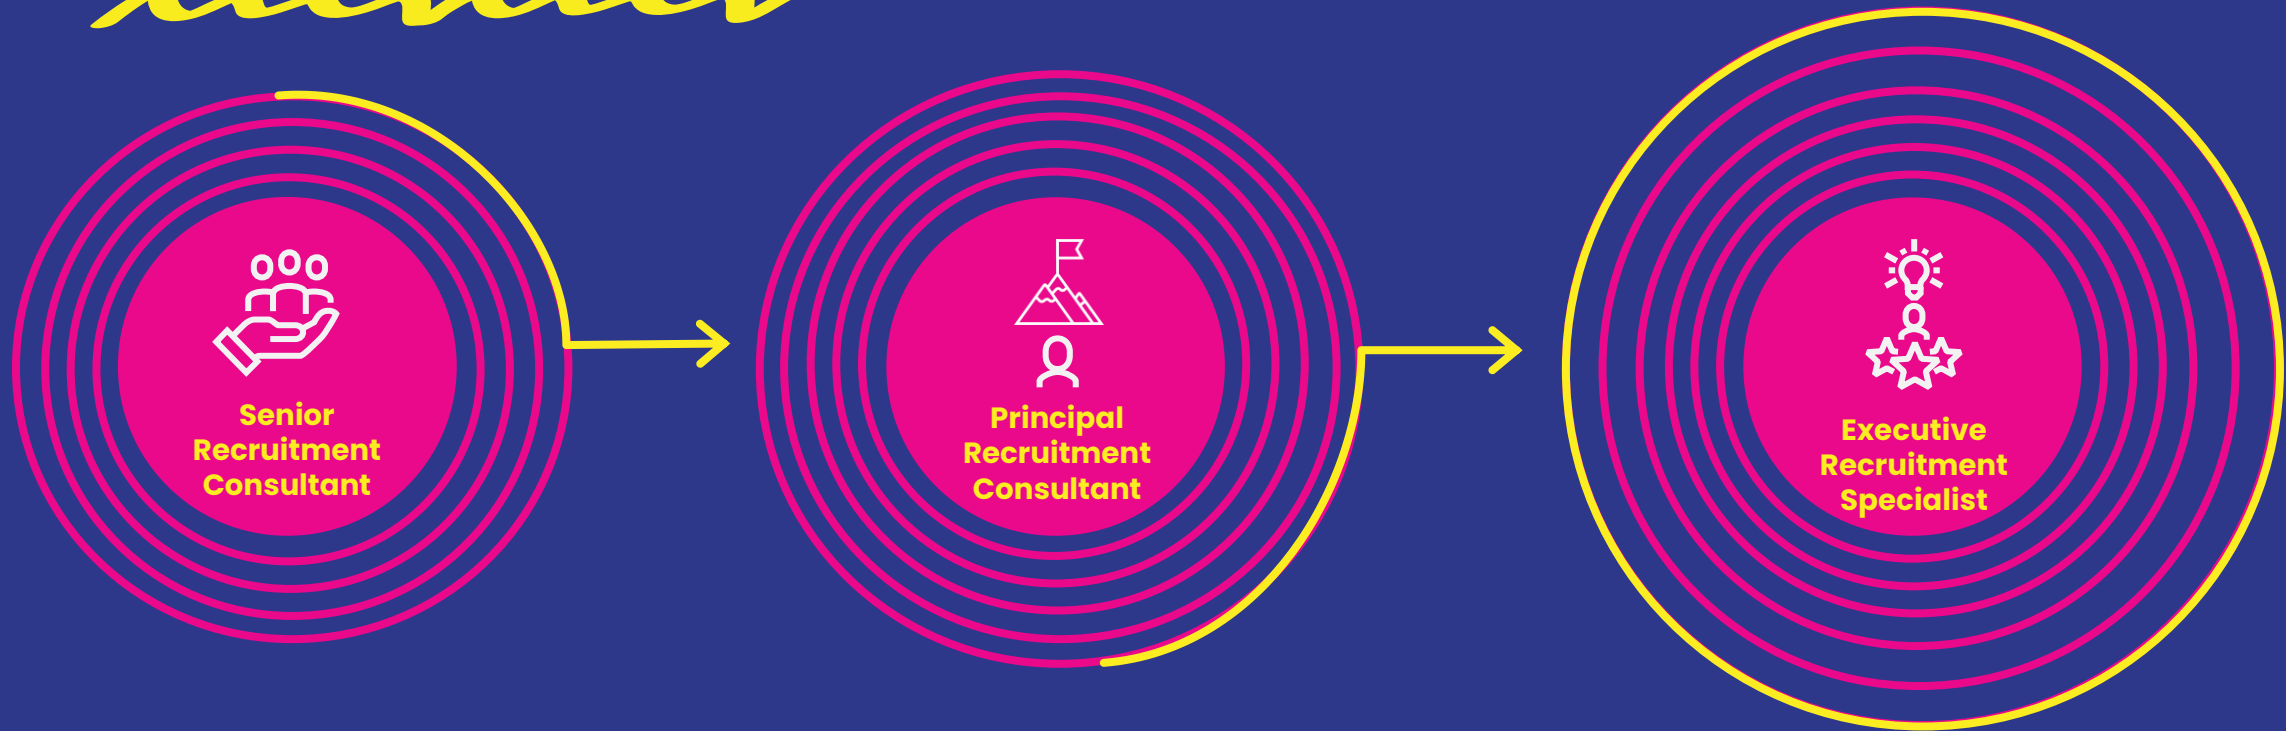 Senior
Recruitment
Consultant
Principal
Recruitment
Consultant
Executive
Recruitment
Specialist